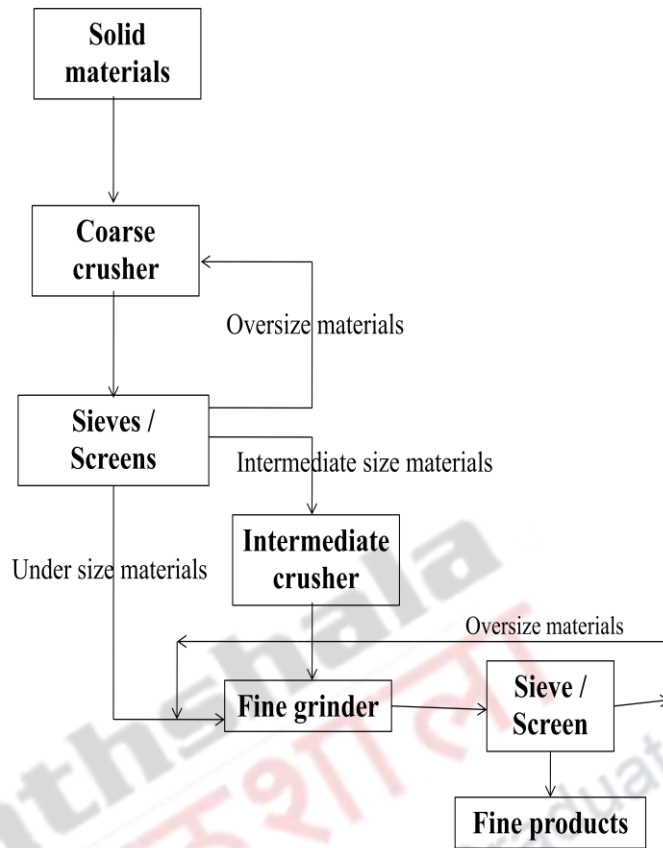 Solid
materials
Coarse
crusher
Oversize materials
Sieves /
Screens
Intermediate size materials
Intermediate
crusher
Under size materials
Oversize materials
Fine grinder
Sieve /
Screen
Fine products